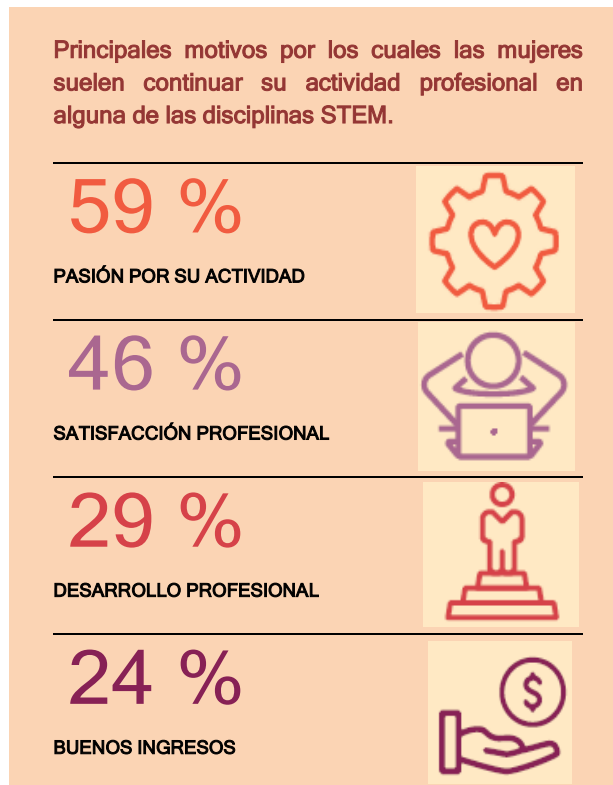 Principales motivos por los cuales las mujeres
suelen continuar su actividad profesional en
alguna de las disciplinas STEM.
59 %
PASIÓN POR SU ACTIVIDAD
46 %
SATISFACCIÓN PROFESIONAL
29 %
DESARROLLO PROFESIONAL
24 %
$
BUENOS INGRESOS